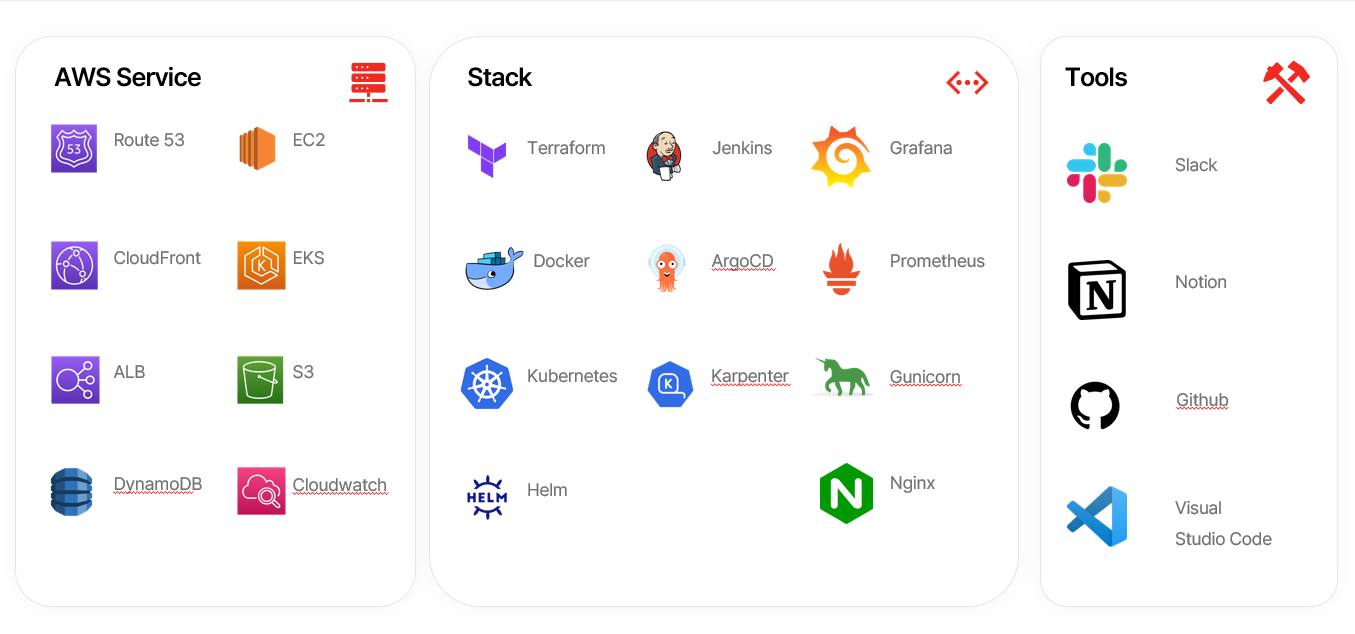 AWS Service
Route 53
EC2
CloudFront
EKS
ALB
S3
DynamoDB
Cloudwatch
Stack
Terraform
Jenkins
Grafana
Docker
ArgoCD
Prometheus
Kubernetes
Karpenter
Gunicorn
Helm
Nginx
Tools
Slack
Notion
Github
Visual
Studio Code
53
K
K
HELM
N
N